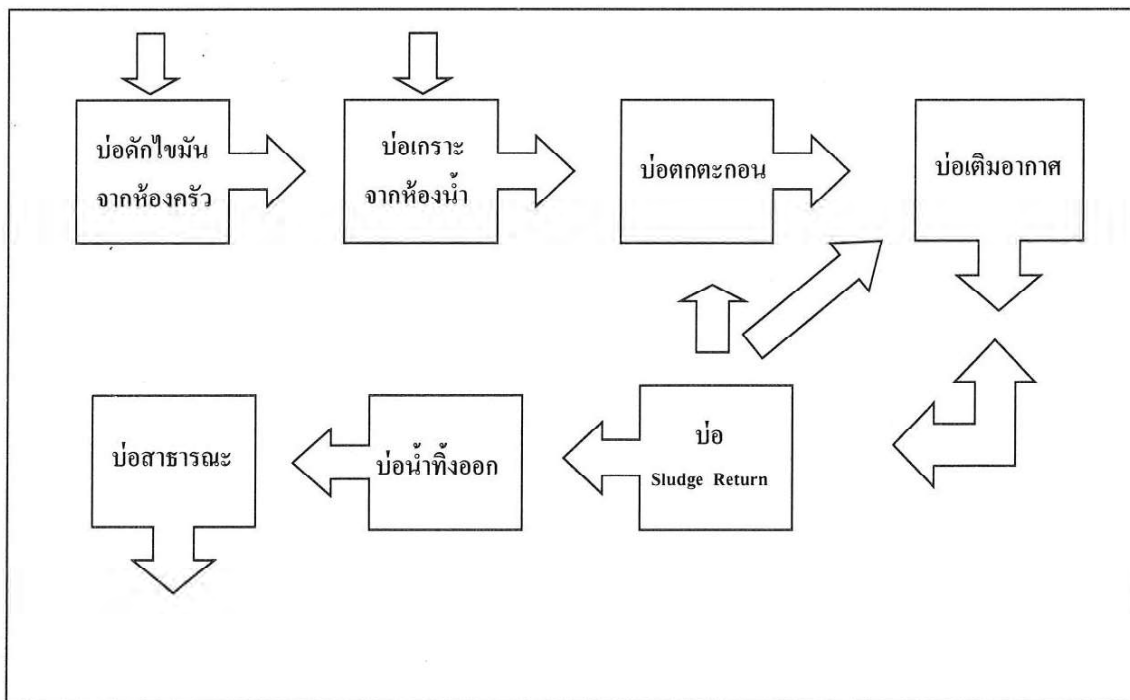 บ่อดักไขมัน
จากห้องครัว
บ่อเกราะ
จากห้องน้ำ
บ่อตกตะกอน
บ่อเติมอากาศ
บ่อสาธารณะ
บ่อน้ำทิ้งออก
บ่อ
Sludge Return